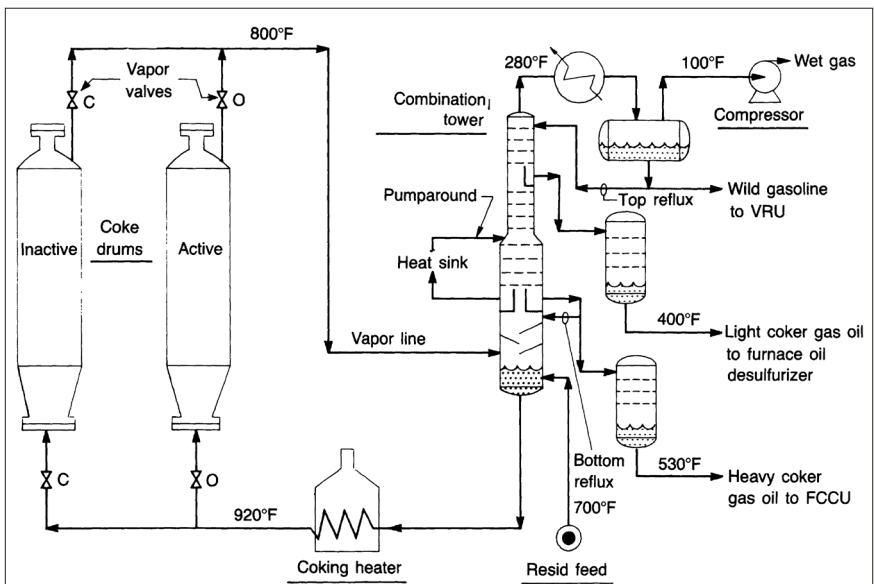 800°F
280°F
100°F
Wet gas
Vapor
valves
C
O
Combination
tower
Compressor
Pumparound
Top reflux
Wild gasoline
to VRU
Inactive
Coke
drums
Active
Heat sink
400°F
Light coker gas oil
to furnace oil
desulfurizer
Vapor line
Bottom
reflux
530°F
Heavy coker
gas oil to FCCU
C
O
920°F
700°F
Coking heater
Resid feed